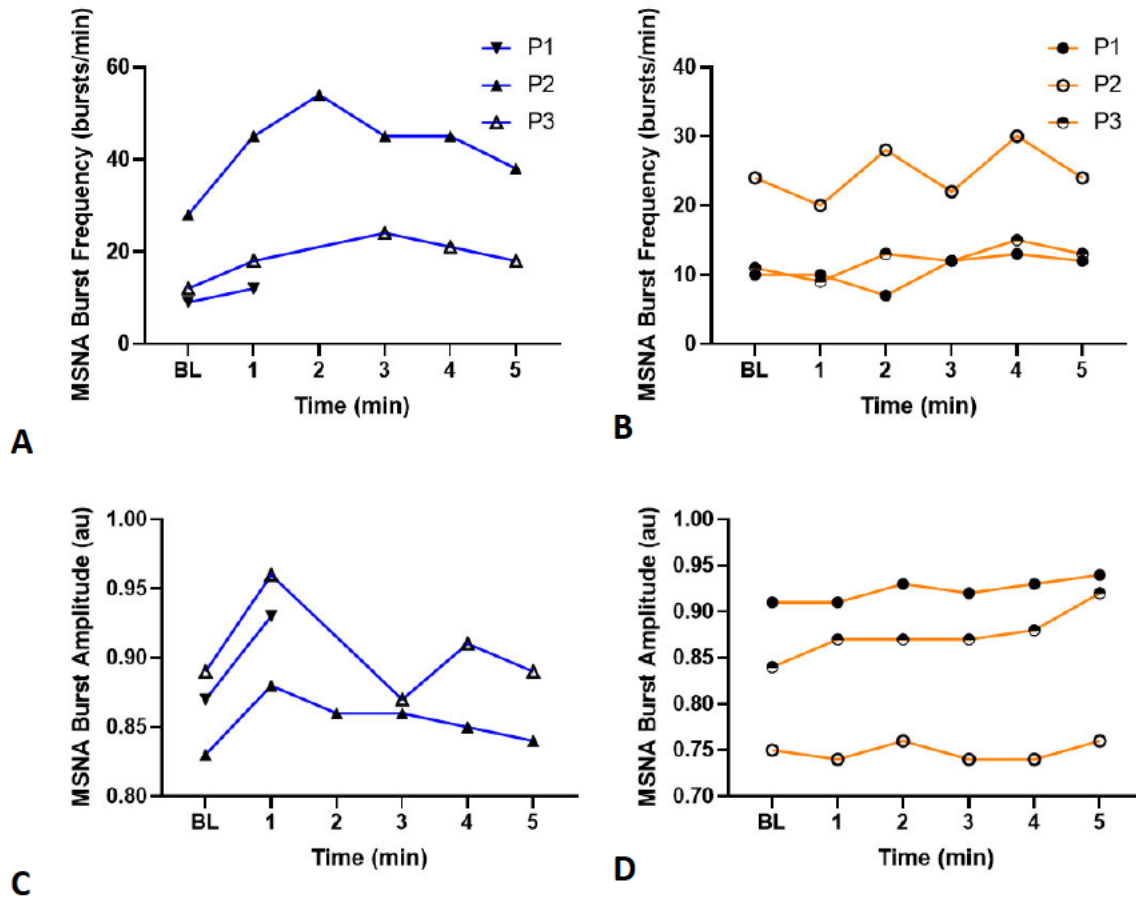 P1
P2
P3
MSNA Burst Frequency (bursts/min)
60
40
20
0
BL 1 2 3 4 5
Time (min)
A
P1
P2
P3
MSNA Burst Frequency (bursts/min)
40
30
20
10
0
BL 1 2 3 4 5
Time (min)
B
MSNA Burst Amplitude (au)
1.00
0.95
0.90
0.85
0.80
BL 1 2 3 4 5
Time (min)
C
MSNA Burst Amplitude (au)
1.00
0.95
0.90
0.85
0.80
0.75
0.70
BL 1 2 3 4 5
Time (min)
D